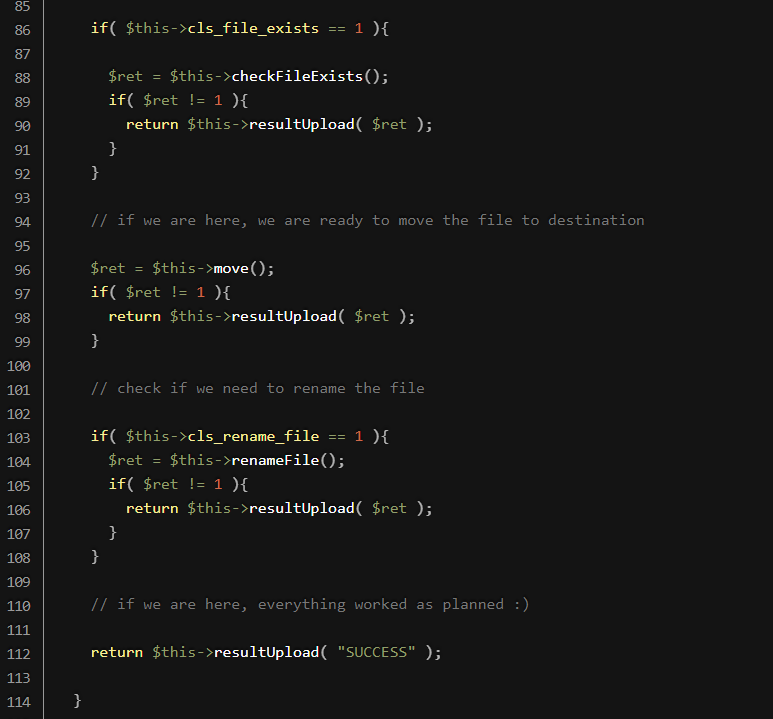 85
86 if( $this->cls_file_exists == 1 ){
87
88 $ret = $this->checkFileExists();
89 if( $ret != 1 ){
90 return $this->resultUpload( $ret );
91 }
92 }
93
94 // if we are here, we are ready to move the file to destination
95
96 $ret = $this->move();
97 if( $ret != 1 ){
98 return $this->resultUpload( $ret );
99 }
100
101 // check if we need to rename the file
102
103 if( $this->cls_rename_file == 1 ){
104 $ret = $this->renameFile();
105 if( $ret != 1 ){
106 return $this->resultUpload( $ret );
107 }
108 }
109
110 // if we are here, everything worked as planned :)
111
112 return $this->resultUpload( "SUCCESS" );
113
114 }